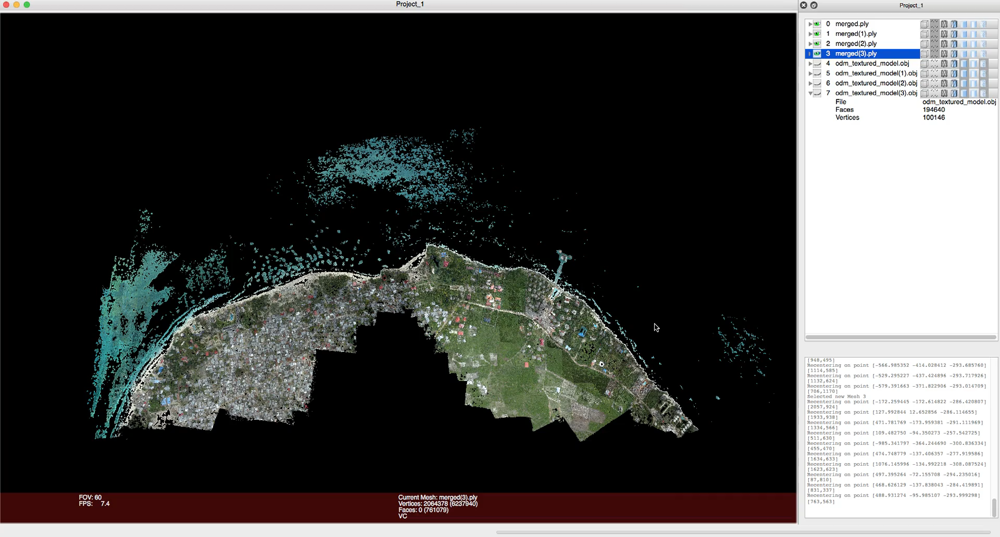 Project_1
Project_1
0 merged.ply
1 merged(1).ply
2 merged(2).ply
3 merged(3).ply
4 odm_textured_model.obj
5 odm_textured_model(1).obj
6 odm_textured_model(2).obj
7 odm_textured_model(3).obj
File odm_textured_model.obj
Faces 194640
Vertices 100146
[948,495]
Recentering on point [-566.985352 -414.028412 -293.685760]
[1114,585]
Recentering on point [-529.295227 -437.424896 -293.717926]
[1132,624]
Recentering on point [-579.391663 -371.822906 -293.014709]
[706,1170]
Selected new Mesh 3
Recentering on point [-172.259445 -172.614822 -286.420807]
[2057,924]
Recentering on point [127.992844 12.652856 -286.114655]
[1933,938]
Recentering on point [471.781769 -173.959381 -291.111969]
[1334,566]
Recentering on point [109.482750 -94.350273 -257.542725]
[511,630]
Recentering on point [-985.341797 -364.244690 -300.836334]
[455,470]
Recentering on point [474.748779 -137.406357 -277.919586]
[1634,633]
Recentering on point [1076.145996 -134.992218 -308.087524]
[1623,623]
Recentering on point [497.395264 -72.155708 -294.235016]
[87,810]
Recentering on point [468.626129 -137.838043 -284.419891]
[831,337]
Recentering on point [488.931274 -95.985107 -293.999298]
[763,563]
FOV: 60
FPS: 7.4
Current Mesh: merged(3).ply
Vertices: 2064378 (6237940)
Faces: 0 (761079)
VC